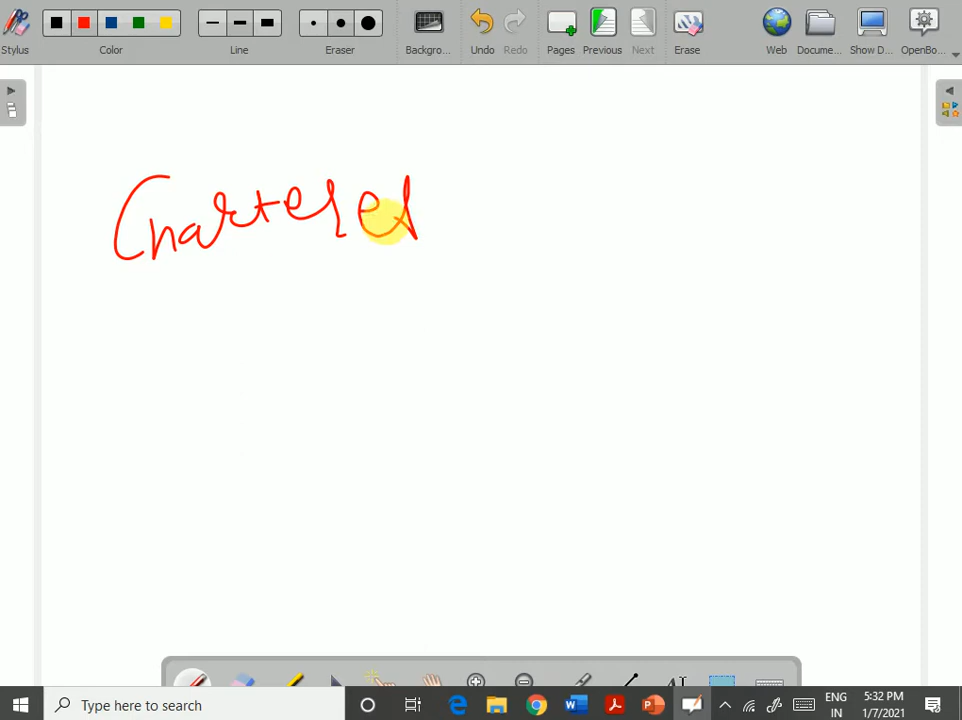 Stylus Color Line Eraser Backgro... Undo Redo Pages Previous Next Erase Web Docume... Show D... OpenBo...
Chartered
Type here to search
ENG
IN
5:32 PM
1/7/2021